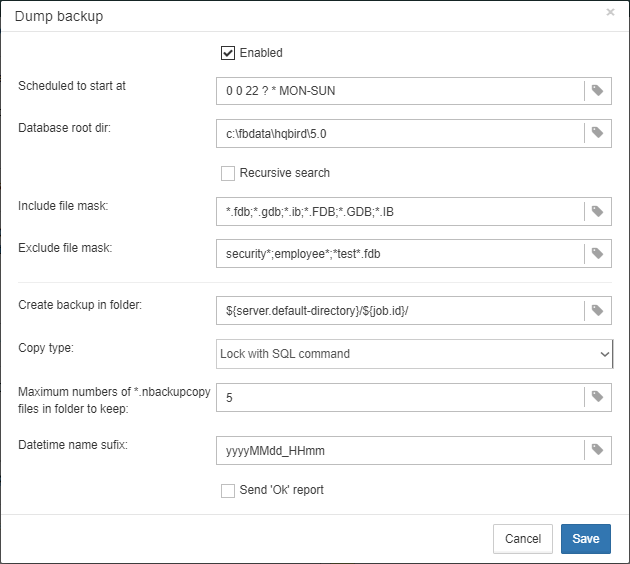 Dump backup
×
Enabled
Scheduled to start at
0 0 22 ? * MON-SUN
Database root dir:
c:\fbdata\hqbird\5.0
Recursive search
Include file mask:
*.fdb;*.gdb;*.ib;*.FDB;*.GDB;*.IB
Exclude file mask:
security*;employee*;*test*.fdb
Create backup in folder:
${server.default-directory}/${job.id}/
Copy type:
Lock with SQL command
Maximum numbers of *.nbackupcopy
files in folder to keep:
5
Datetime name sufix:
yyyyMMdd_HHmm
Send 'Ok' report
Cancel
Save